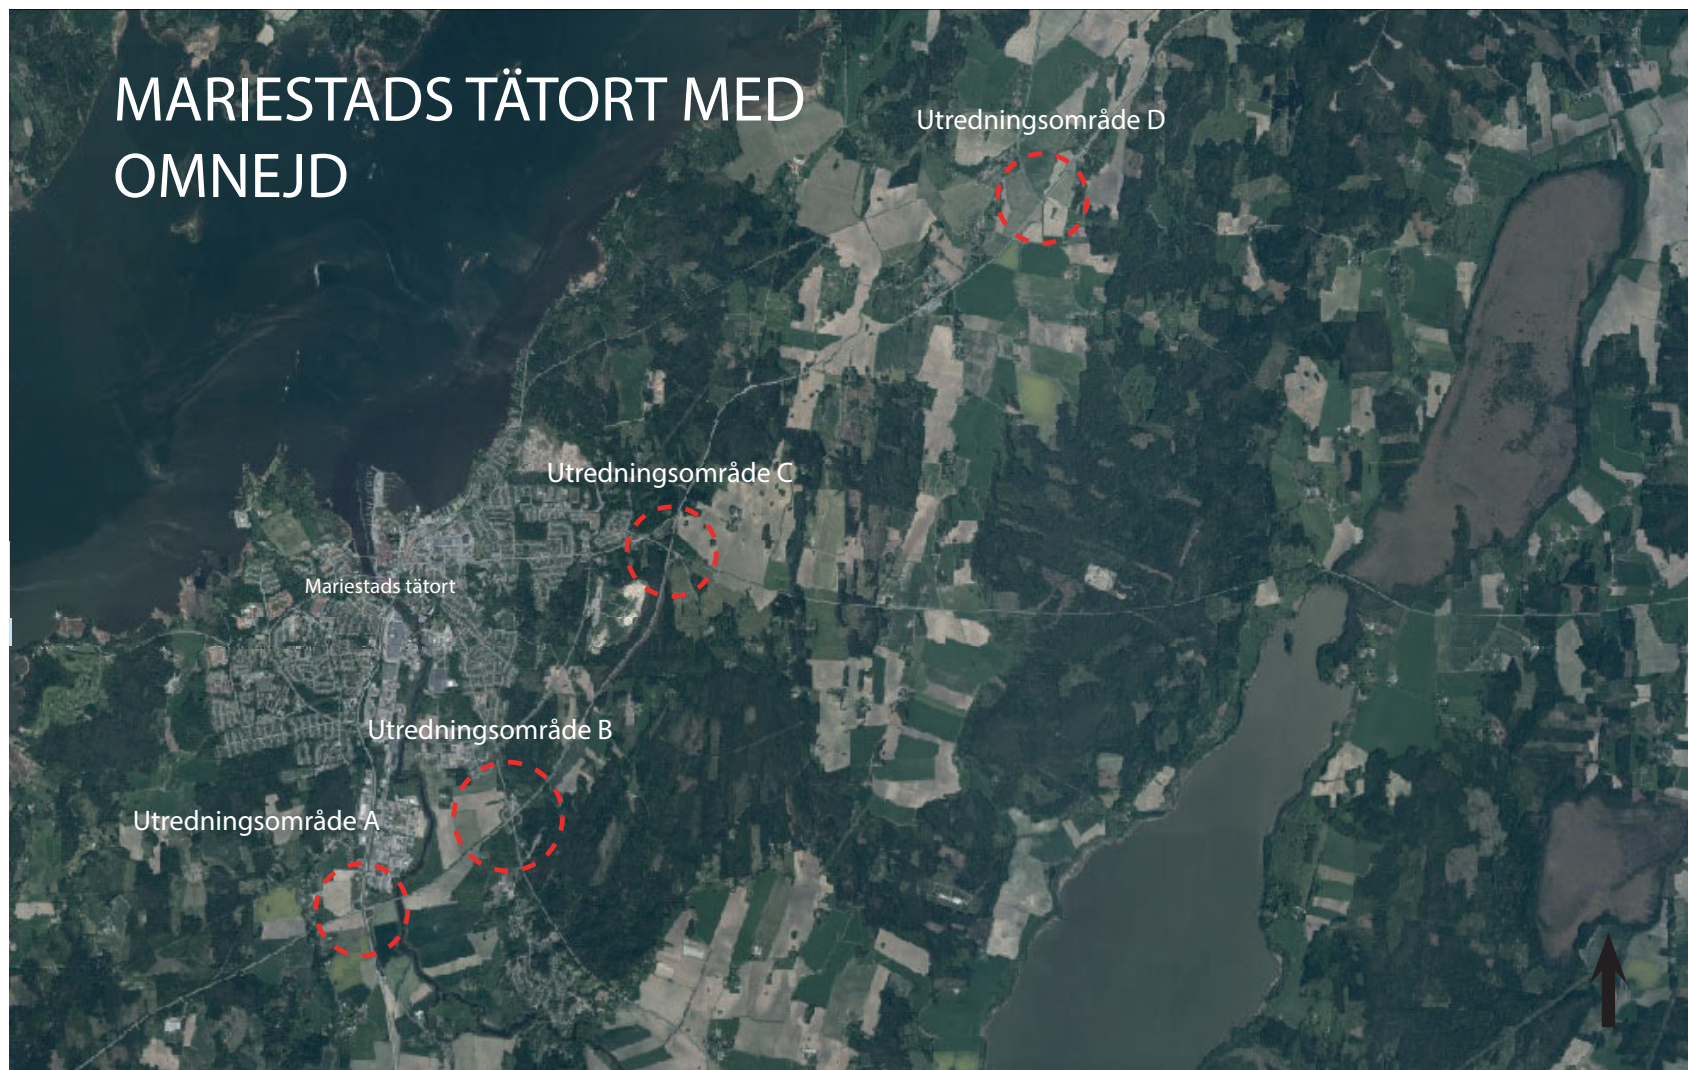 MARIESTADS TÄTORT MED
OMNEJD
Utredningsområde D
Utredningsområde C
Mariestads tätort
Utredningsområde B
Utredningsområde A